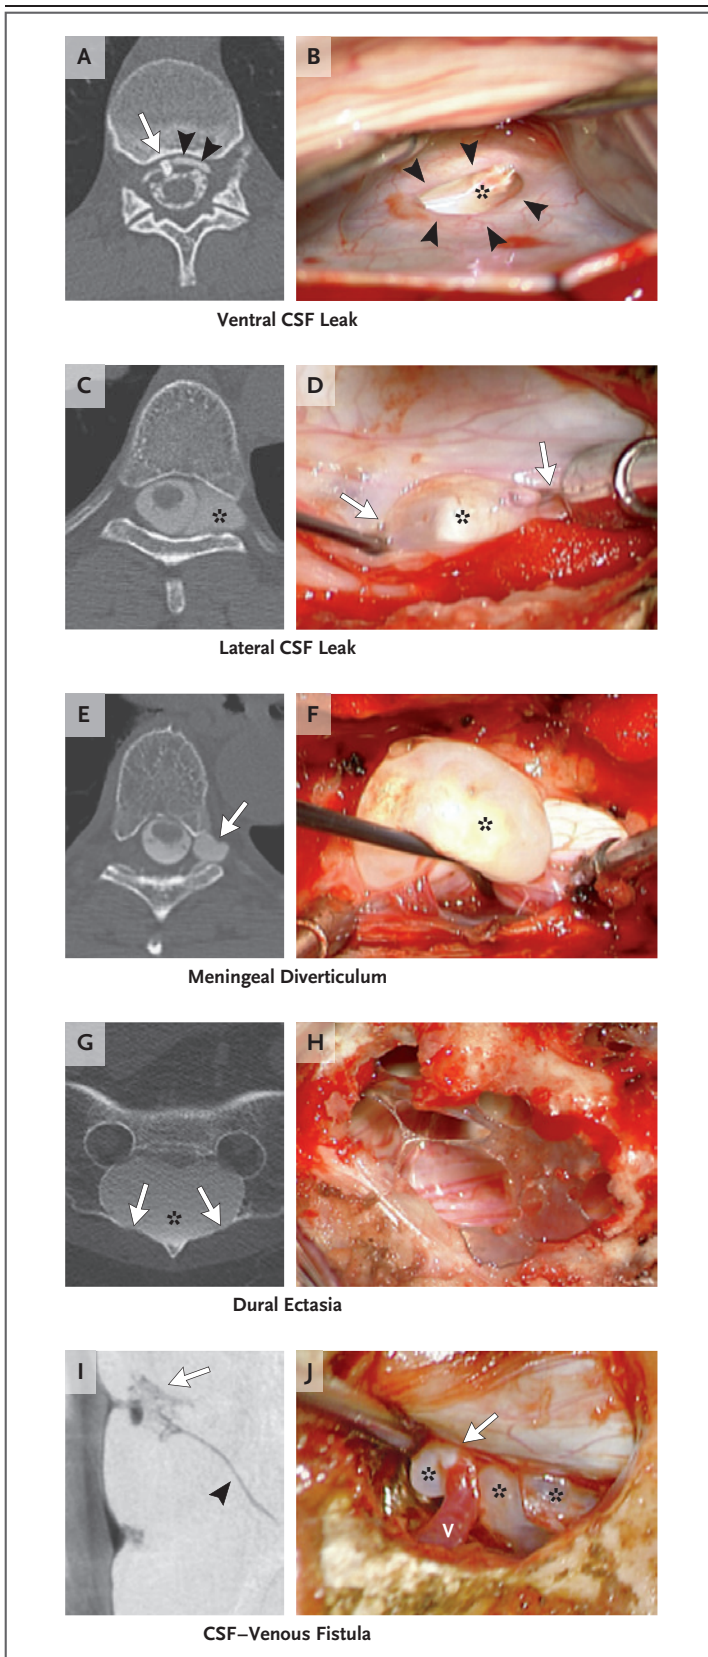 A
B
Ventral CSF Leak
C
*
D
*
Lateral CSF Leak
E
F
*
Meningeal Diverticulum
G
*
H
Dural Ectasia
I
J
* * *
V
CSF–Venous Fistula